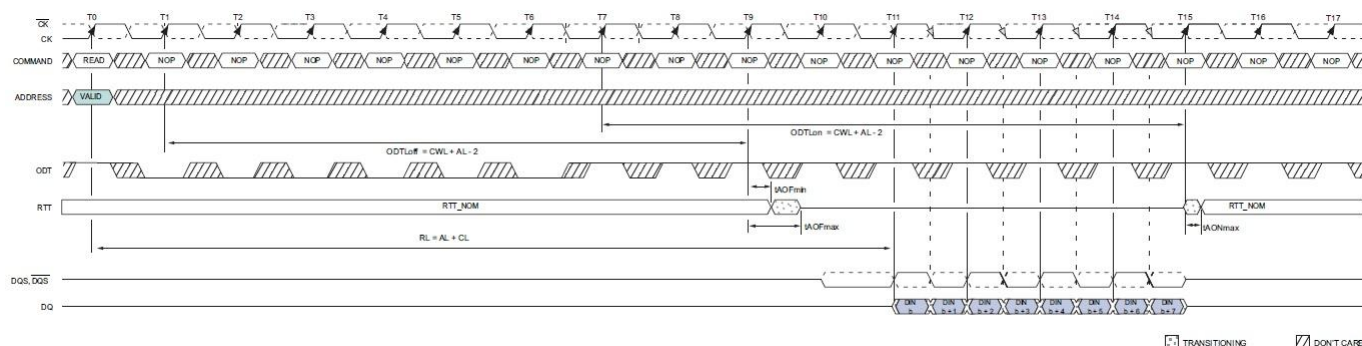 T0 T1 T2 T3 T4 T5 T6 T7 T8 T9 T10 T11 T12 T13 T14 T15 T16 T17
CK
CK
COMMAND READ NOP NOP NOP NOP NOP NOP NOP NOP NOP NOP NOP NOP NOP NOP NOP NOP NOP
ADDRESS VALID
ODTLon = CWL + AL - 2
ODTLoff = CWL + AL - 2
ODT
tAOFmin
RTT RTT_NOM RTT_NOM
tAOFmax tAONmax
RL = AL + CL
DQS, DQS
DQ DIN b DIN b + 1 DIN b + 2 DIN b + 3 DIN b + 4 DIN b + 5 DIN b + 6 DIN b + 7
TRANSITIONING DON'T CARE